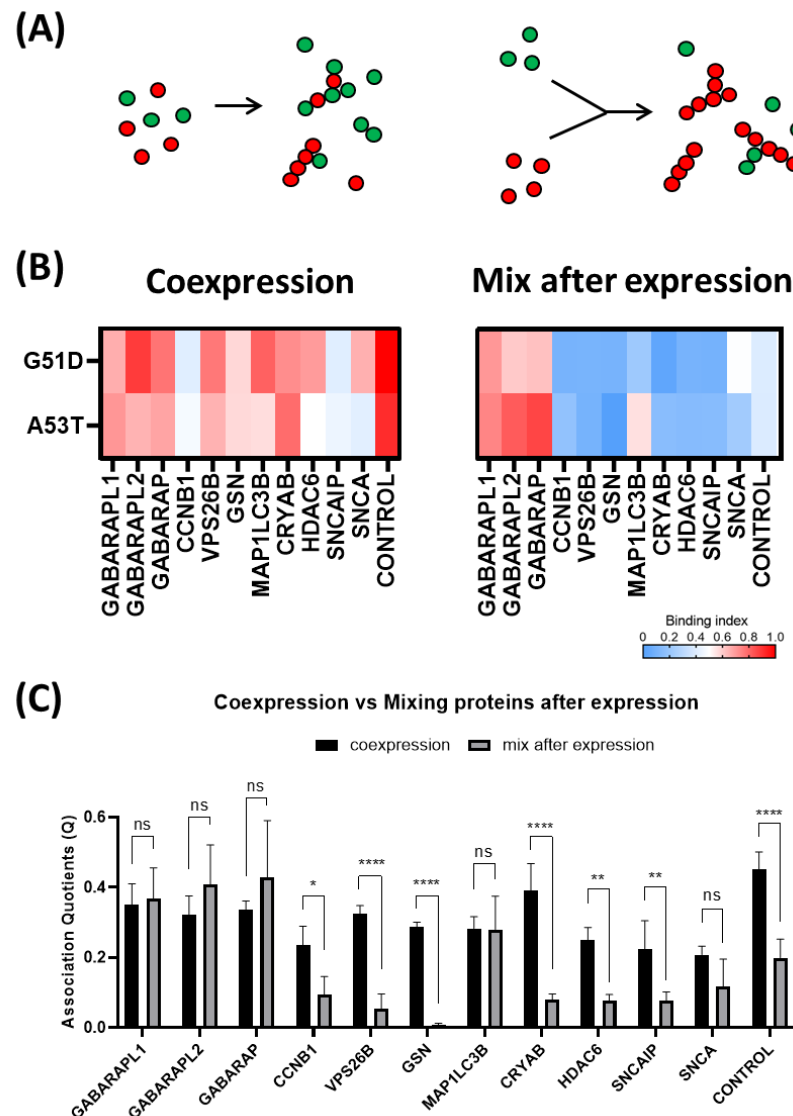 (A)
(B)
Coexpression
Mix after expression
G51D
A53T
GABARAPL1
GABARAPL2
GABARAP
CCNB1
VPS26B
GSN
MAP1LC3B
CRYAB
HDAC6
SNCAIP
SNCA
CONTROL
GABARAPL1
GABARAPL2
GABARAP
CCNB1
VPS26B
GSN
MAP1LC3B
CRYAB
HDAC6
SNCAIP
SNCA
CONTROL
Binding index
0 0.2 0.4 0.6 0.8 1.0
(C)
Coexpression vs Mixing proteins after expression
coexpression mix after expression
Association Quotients (Q)
0.6
0.4
0.2
0.0
ns
ns
ns
*
****
****
ns
****
**
**
ns
****
GABARAPL1
GABARAPL2
GABARAP
CCNB1
VPS26B
GSN
MAP1LC3B
CRYAB
HDAC6
SNCAIP
SNCA
CONTROL